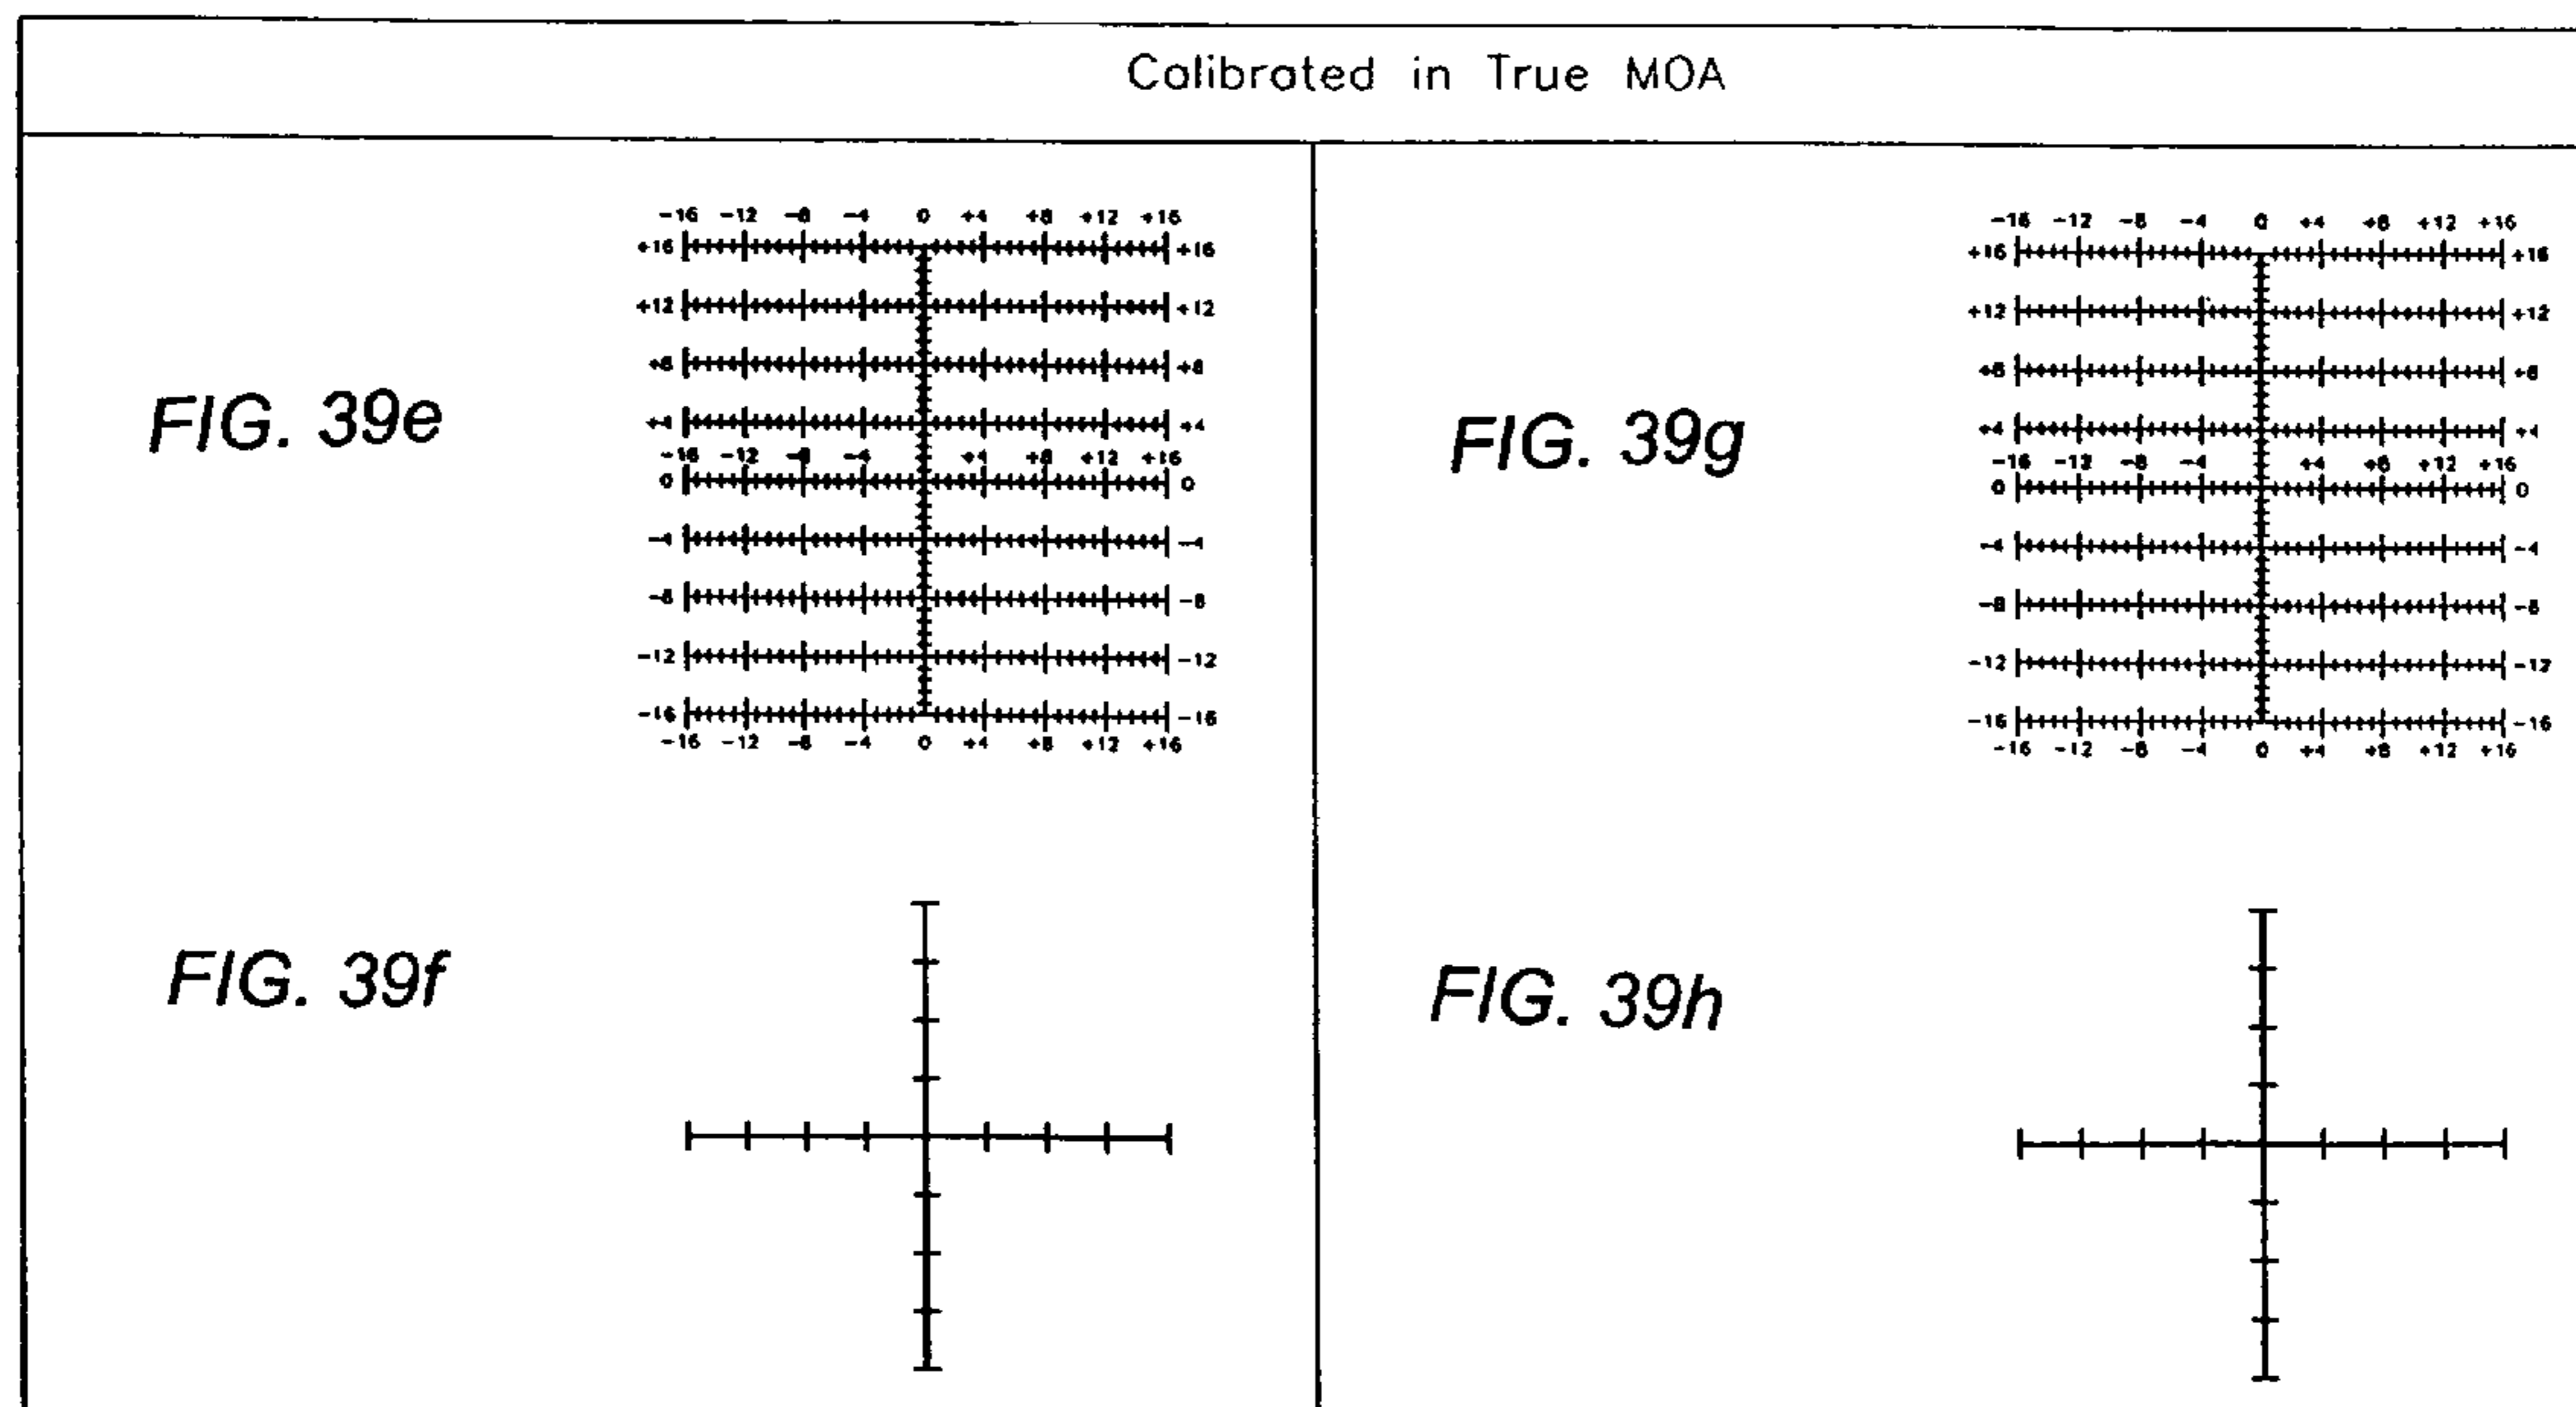 Calibrated in True MOA
FIG. 39e
-16 -12 -8 -4 0 +4 +8 +12 +16
+16 +16
+12 +12
+8 +8
+4 +4
-16 -12 -8 -4 +4 +8 +12 +16
0 0
-4 -4
-8 -8
-12 -12
-16 -16
-16 -12 -8 -4 0 +4 +8 +12 +16
FIG. 39g
-16 -12 -8 -4 0 +4 +8 +12 +16
+16 +16
+12 +12
+8 +8
+4 +4
-16 -12 -8 -4 +4 +8 +12 +16
0 0
-4 -4
-8 -8
-12 -12
-16 -16
-16 -12 -8 -4 0 +4 +8 +12 +16
FIG. 39f
FIG. 39h